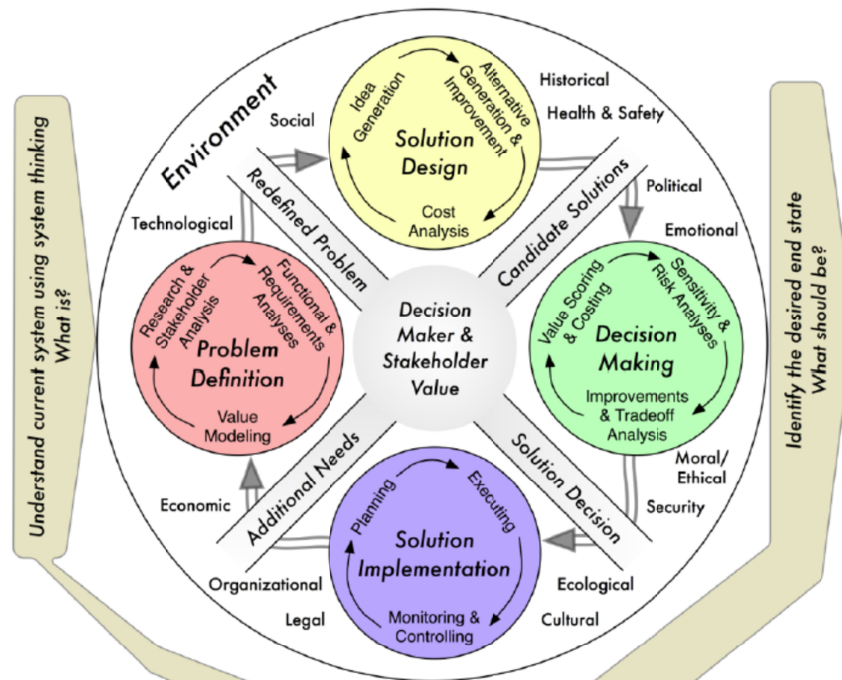 Environment
Social
Technological
Historical
Health & Safety
Political
Emotional
Moral/
Ethical
Security
Ecological
Cultural
Organizational
Legal
Economic
Idea
Generation
Alternative
Generation &
Improvement
Solution
Design
Cost
Analysis
Redefined Problem
Candidate Solutions
Research &
Stakeholder
Analysis
Functional &
Requirements
Analyses
Problem
Definition
Value
Modeling
Decision
Maker &
Stakeholder
Value
Value Scoring
& Costing
Sensitivity &
Risk Analyses
Decision
Making
Improvements
& Tradeoff
Analysis
Additional Needs
Solution Decision
Planning
Executing
Solution
Implementation
Monitoring &
Controlling
Understand current system using system thinking
What is?
Identify the desired end state
What should be?